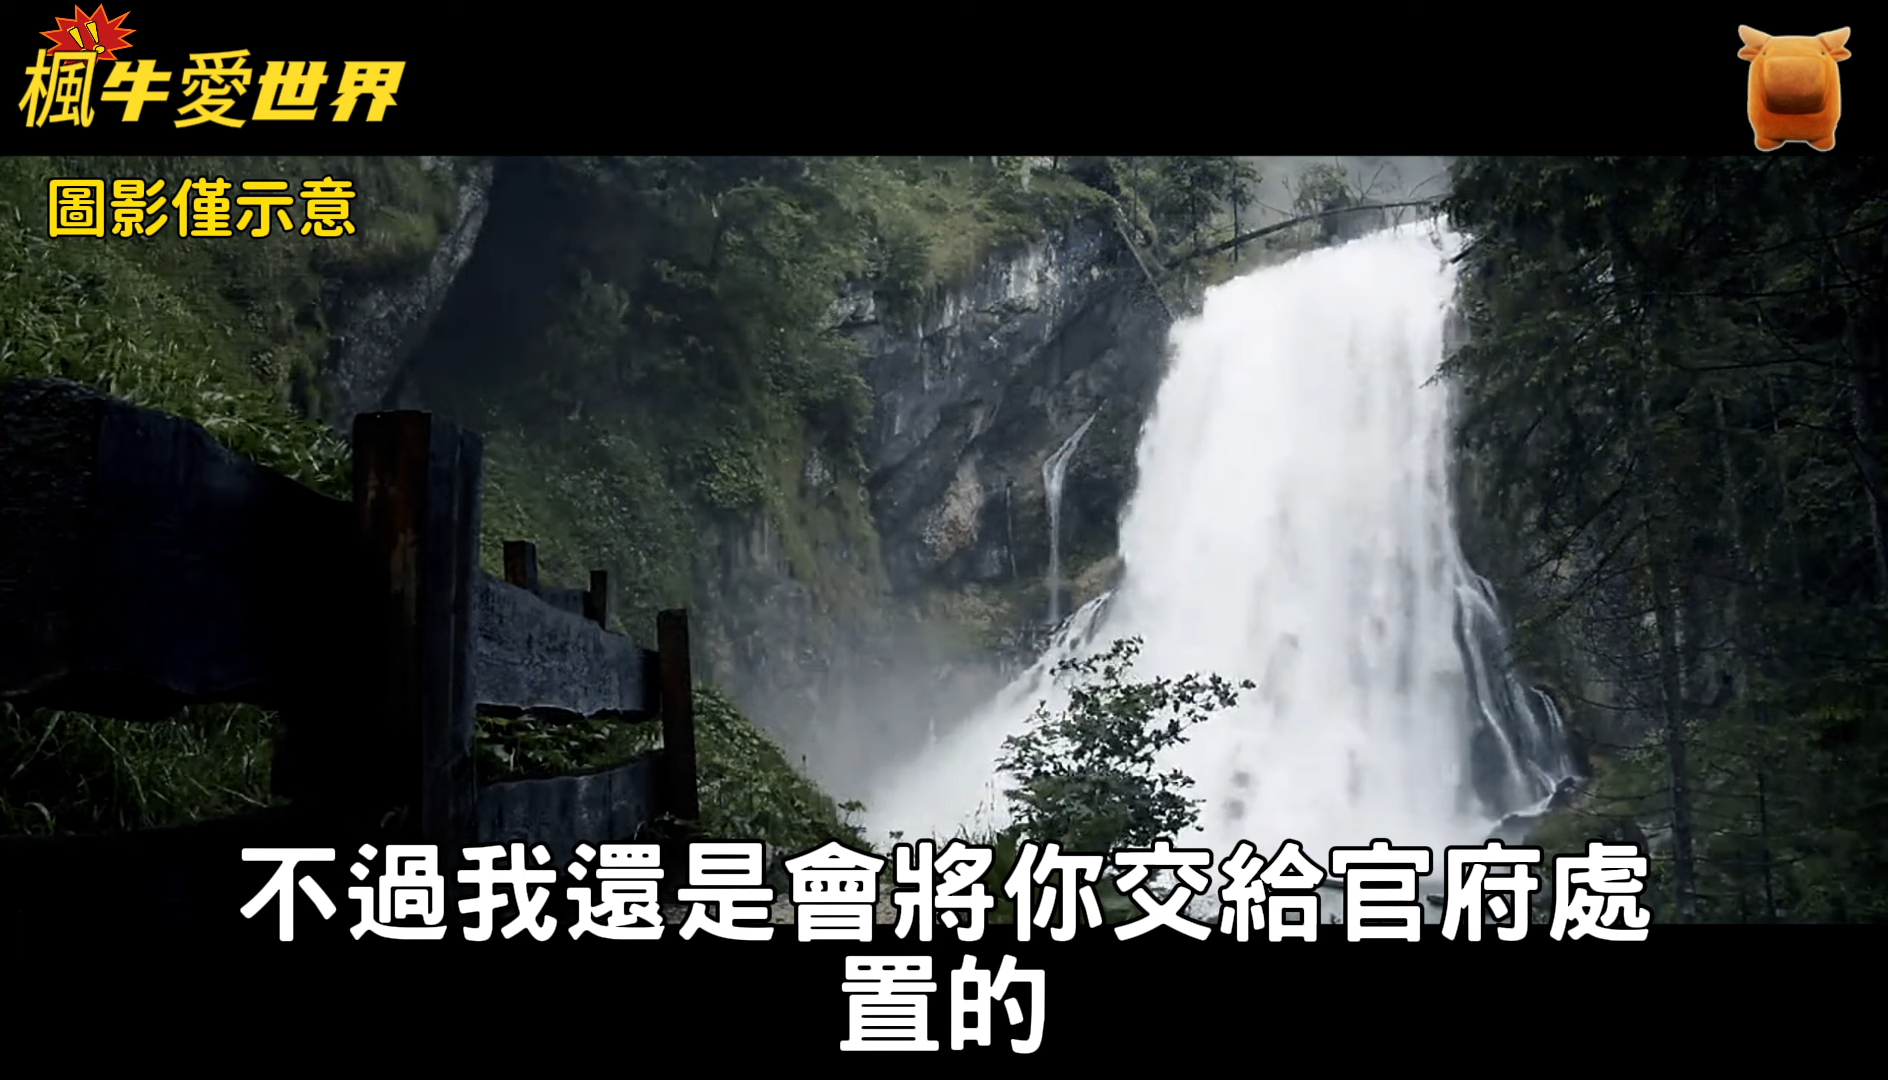 楓牛愛世界
圖影僅示意
不過我還是會將你交給官府處
置的